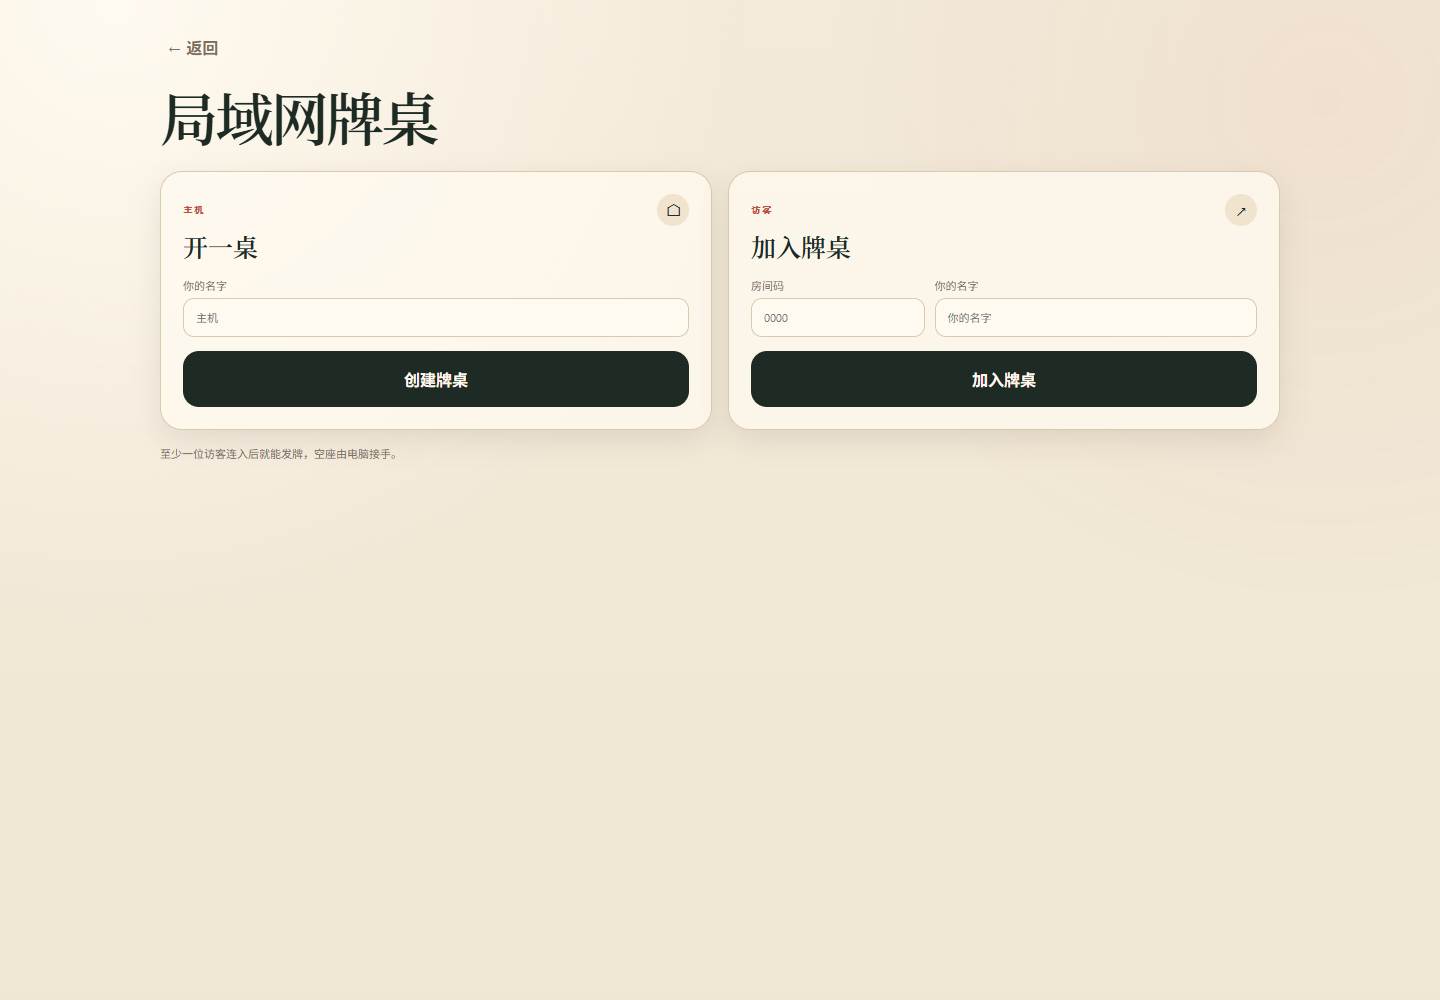 ← 返回
局域网牌桌
主机
开一桌
你的名字
主机
创建牌桌
访客
↗
加入牌桌
房间码
你的名字
0000
你的名字
加入牌桌
至少一位访客连入后就能发牌，空座由电脑接手。